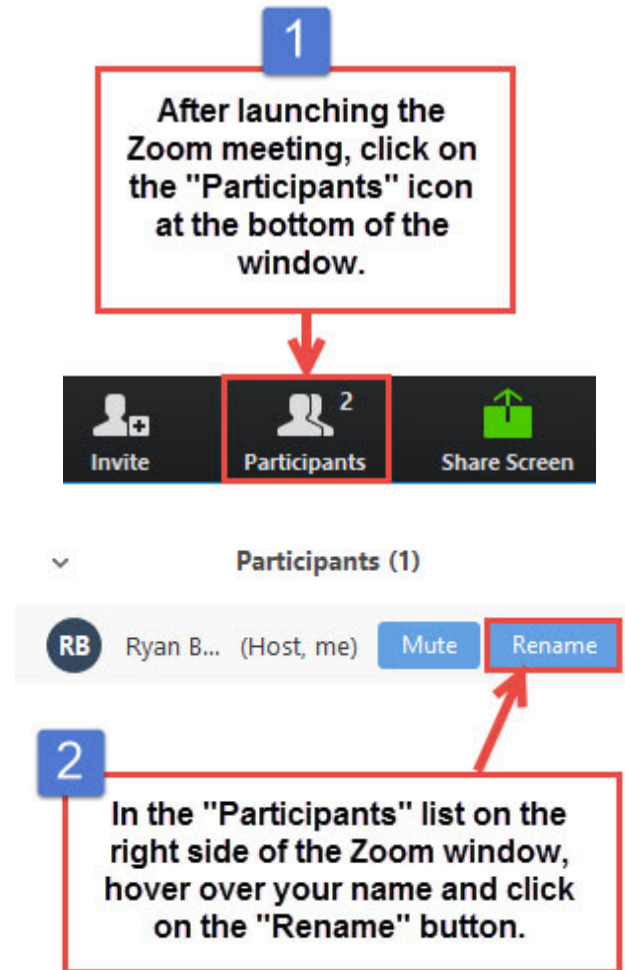 1
After launching the
Zoom meeting, click on
the "Participants" icon
at the bottom of the
window.
2
Invite Participants Share Screen
Participants (1)
RB Ryan B... (Host, me) Mute Rename
2
In the "Participants" list on the
right side of the Zoom window,
hover over your name and click
on the "Rename" button.